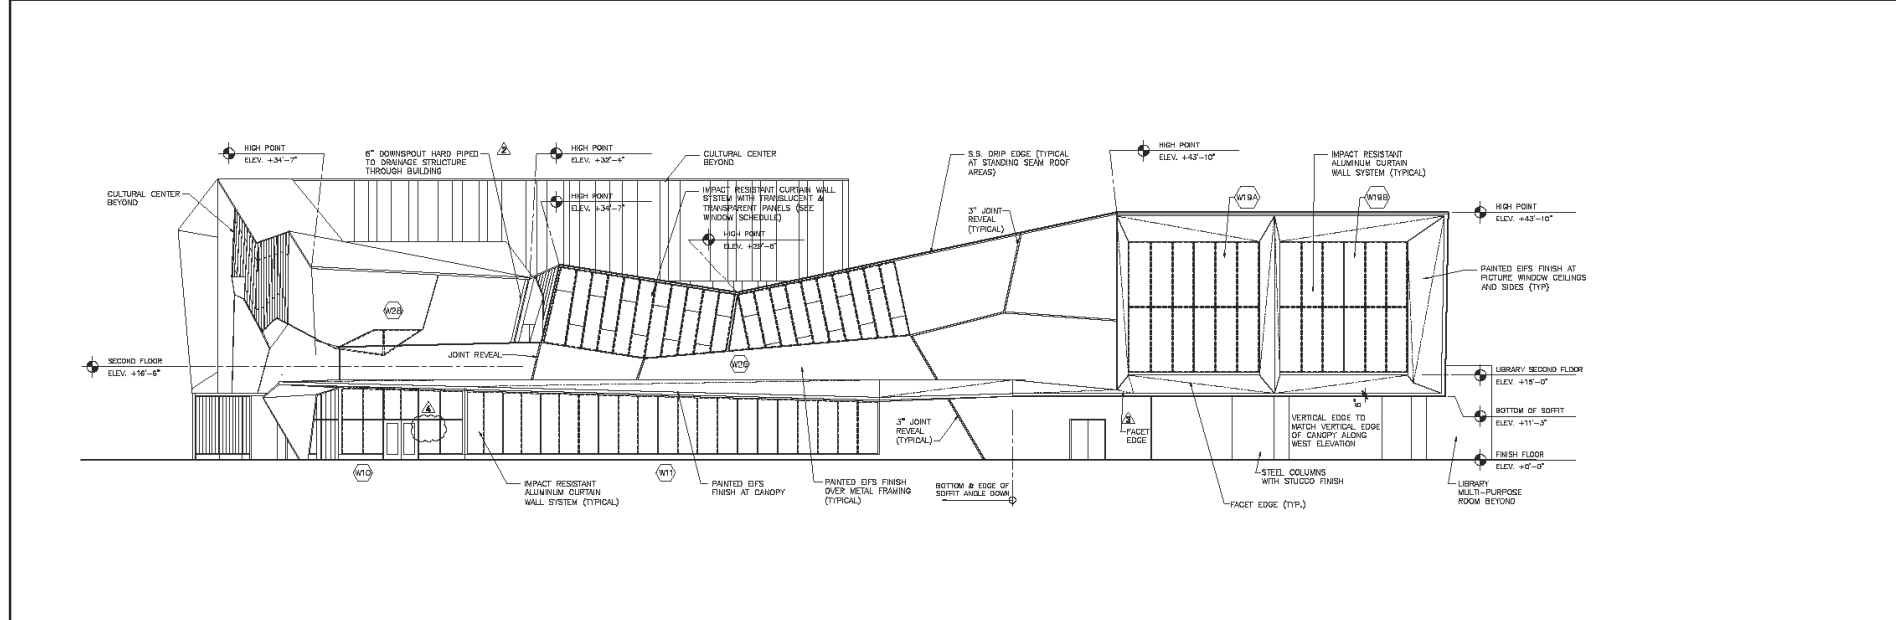 HIGH POINT
ELEV. +34'-7"
6" DOWNSPOUT HARD PIPED
TO DRAINAGE STRUCTURE
THROUGH BUILDING
2
HIGH POINT
ELEV. +32'-4"
CULTURAL CENTER
BEYOND
S.S. DRIP EDGE (TYPICAL
AT STANDING SEAM ROOF
AREAS)
HIGH POINT
ELEV. +43'-10"
IMPACT RESISTANT
ALUMINUM CURTAIN
WALL SYSTEM (TYPICAL)
CULTURAL CENTER
BEYOND
HIGH POINT
ELEV. +34'-7"
IMPACT RESISTANT CURTAIN WALL
SYSTEM WITH TRANSLUCENT &
TRANSPARENT PANELS (SEE
WINDOW SCHEDULE)
HIGH POINT
ELEV. +29'-8"
3" JOINT
REVEAL
(TYPICAL)
W19A
W19B
HIGH POINT
ELEV. +43'-10"
PAINTED EIFS FINISH AT
PICTURE WINDOW CEILINGS
AND SIDES (TYP)
W28
JOINT REVEAL
W26
SECOND FLOOR
ELEV. +16'-6"
LIBRARY SECOND FLOOR
ELEV. +15'-0"
6"
4
3" JOINT
REVEAL
(TYPICAL)
FACET
EDGE
VERTICAL EDGE TO
MATCH VERTICAL EDGE
OF CANOPY ALONG
WEST ELEVATION
BOTTOM OF SOFFIT
ELEV. +11'-3"
FINISH FLOOR
ELEV. +0'-0"
W10
W11
IMPACT RESISTANT
ALUMINUM CURTAIN
WALL SYSTEM (TYPICAL)
PAINTED EIFS
FINISH AT CANOPY
PAINTED EIFS FINISH
OVER METAL FRAMING
(TYPICAL)
BOTTOM & EDGE OF
SOFFIT ANGLE DOWN
STEEL COLUMNS
WITH STUCCO FINISH
FACET EDGE (TYP.)
LIBRARY
MULTI-PURPOSE
ROOM BEYOND